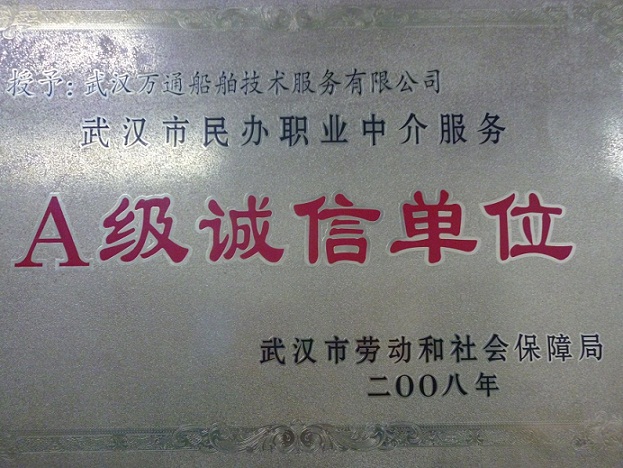 授予：武汉万通船舶技术服务有限公司
武汉市民办职业中介服务
A级诚信单位
武汉市劳动和社会保障局
二OO八年